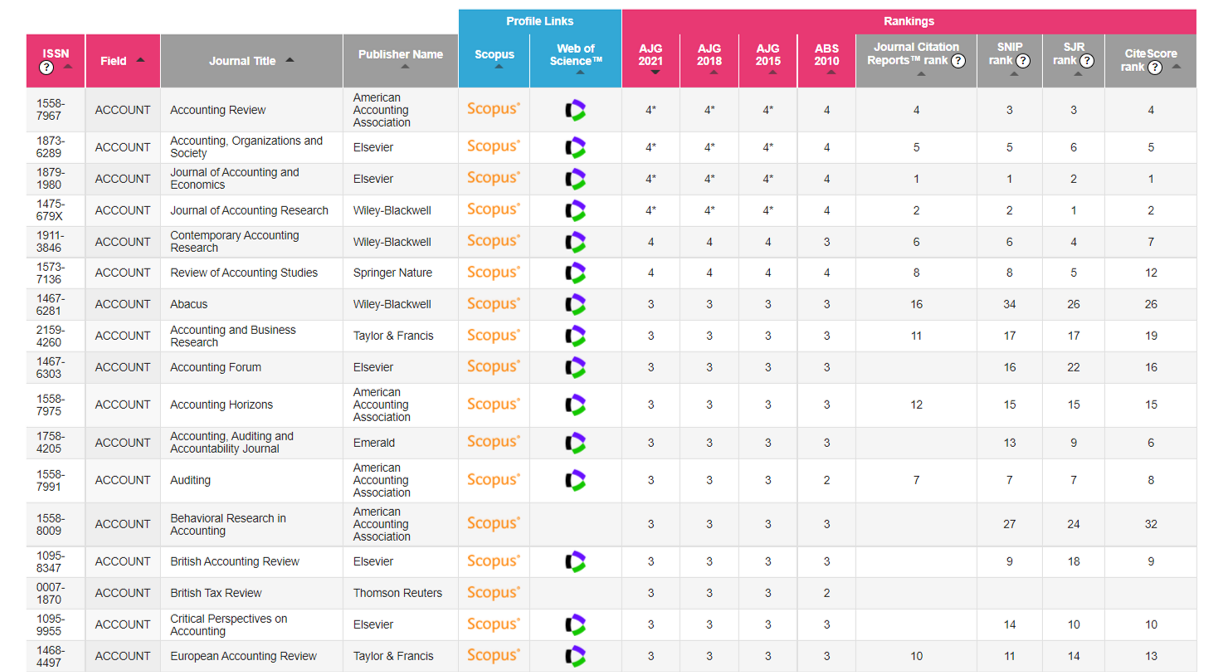 Profile Links Rankings
ISSN ? Field Journal Title Publisher Name Scopus Web of Science™ AJG 2021 AJG 2018 AJG 2015 ABS 2010 Journal Citation Reports™ rank ? SNIP rank ? SJR rank ? CiteScore rank ?
1558-7967 ACCOUNT Accounting Review American Accounting Association Scopus® 4* 4* 4* 4 4 3 3 4
1873-6289 ACCOUNT Accounting, Organizations and Society Elsevier Scopus® 4* 4* 4* 4 5 5 6 5
1879-1980 ACCOUNT Journal of Accounting and Economics Elsevier Scopus® 4* 4* 4* 4 1 1 2 1
1475-679X ACCOUNT Journal of Accounting Research Wiley-Blackwell Scopus® 4* 4* 4* 4 2 2 1 2
1911-3846 ACCOUNT Contemporary Accounting Research Wiley-Blackwell Scopus® 4 4 4 3 6 6 4 7
1573-7136 ACCOUNT Review of Accounting Studies Springer Nature Scopus® 4 4 4 4 8 8 5 12
1467-6281 ACCOUNT Abacus Wiley-Blackwell Scopus® 3 3 3 3 16 34 26 26
2159-4260 ACCOUNT Accounting and Business Research Taylor & Francis Scopus® 3 3 3 3 11 17 17 19
1467-6303 ACCOUNT Accounting Forum Elsevier Scopus® 3 3 3 3 16 22 16
1558-7975 ACCOUNT Accounting Horizons American Accounting Association Scopus® 3 3 3 3 12 15 15 15
1758-4205 ACCOUNT Accounting, Auditing and Accountability Journal Emerald Scopus® 3 3 3 3 13 9 6
1558-7991 ACCOUNT Auditing American Accounting Association Scopus® 3 3 3 2 7 7 7 8
1558-8009 ACCOUNT Behavioral Research in Accounting American Accounting Association Scopus® 3 3 3 3 27 24 32
1095-8347 ACCOUNT British Accounting Review Elsevier Scopus® 3 3 3 3 9 18 9
0007-1870 ACCOUNT British Tax Review Thomson Reuters Scopus® 3 3 3 2
1095-9955 ACCOUNT Critical Perspectives on Accounting Elsevier Scopus® 3 3 3 3 14 10 10
1468-4497 ACCOUNT European Accounting Review Taylor & Francis Scopus® 3 3 3 3 10 11 14 13